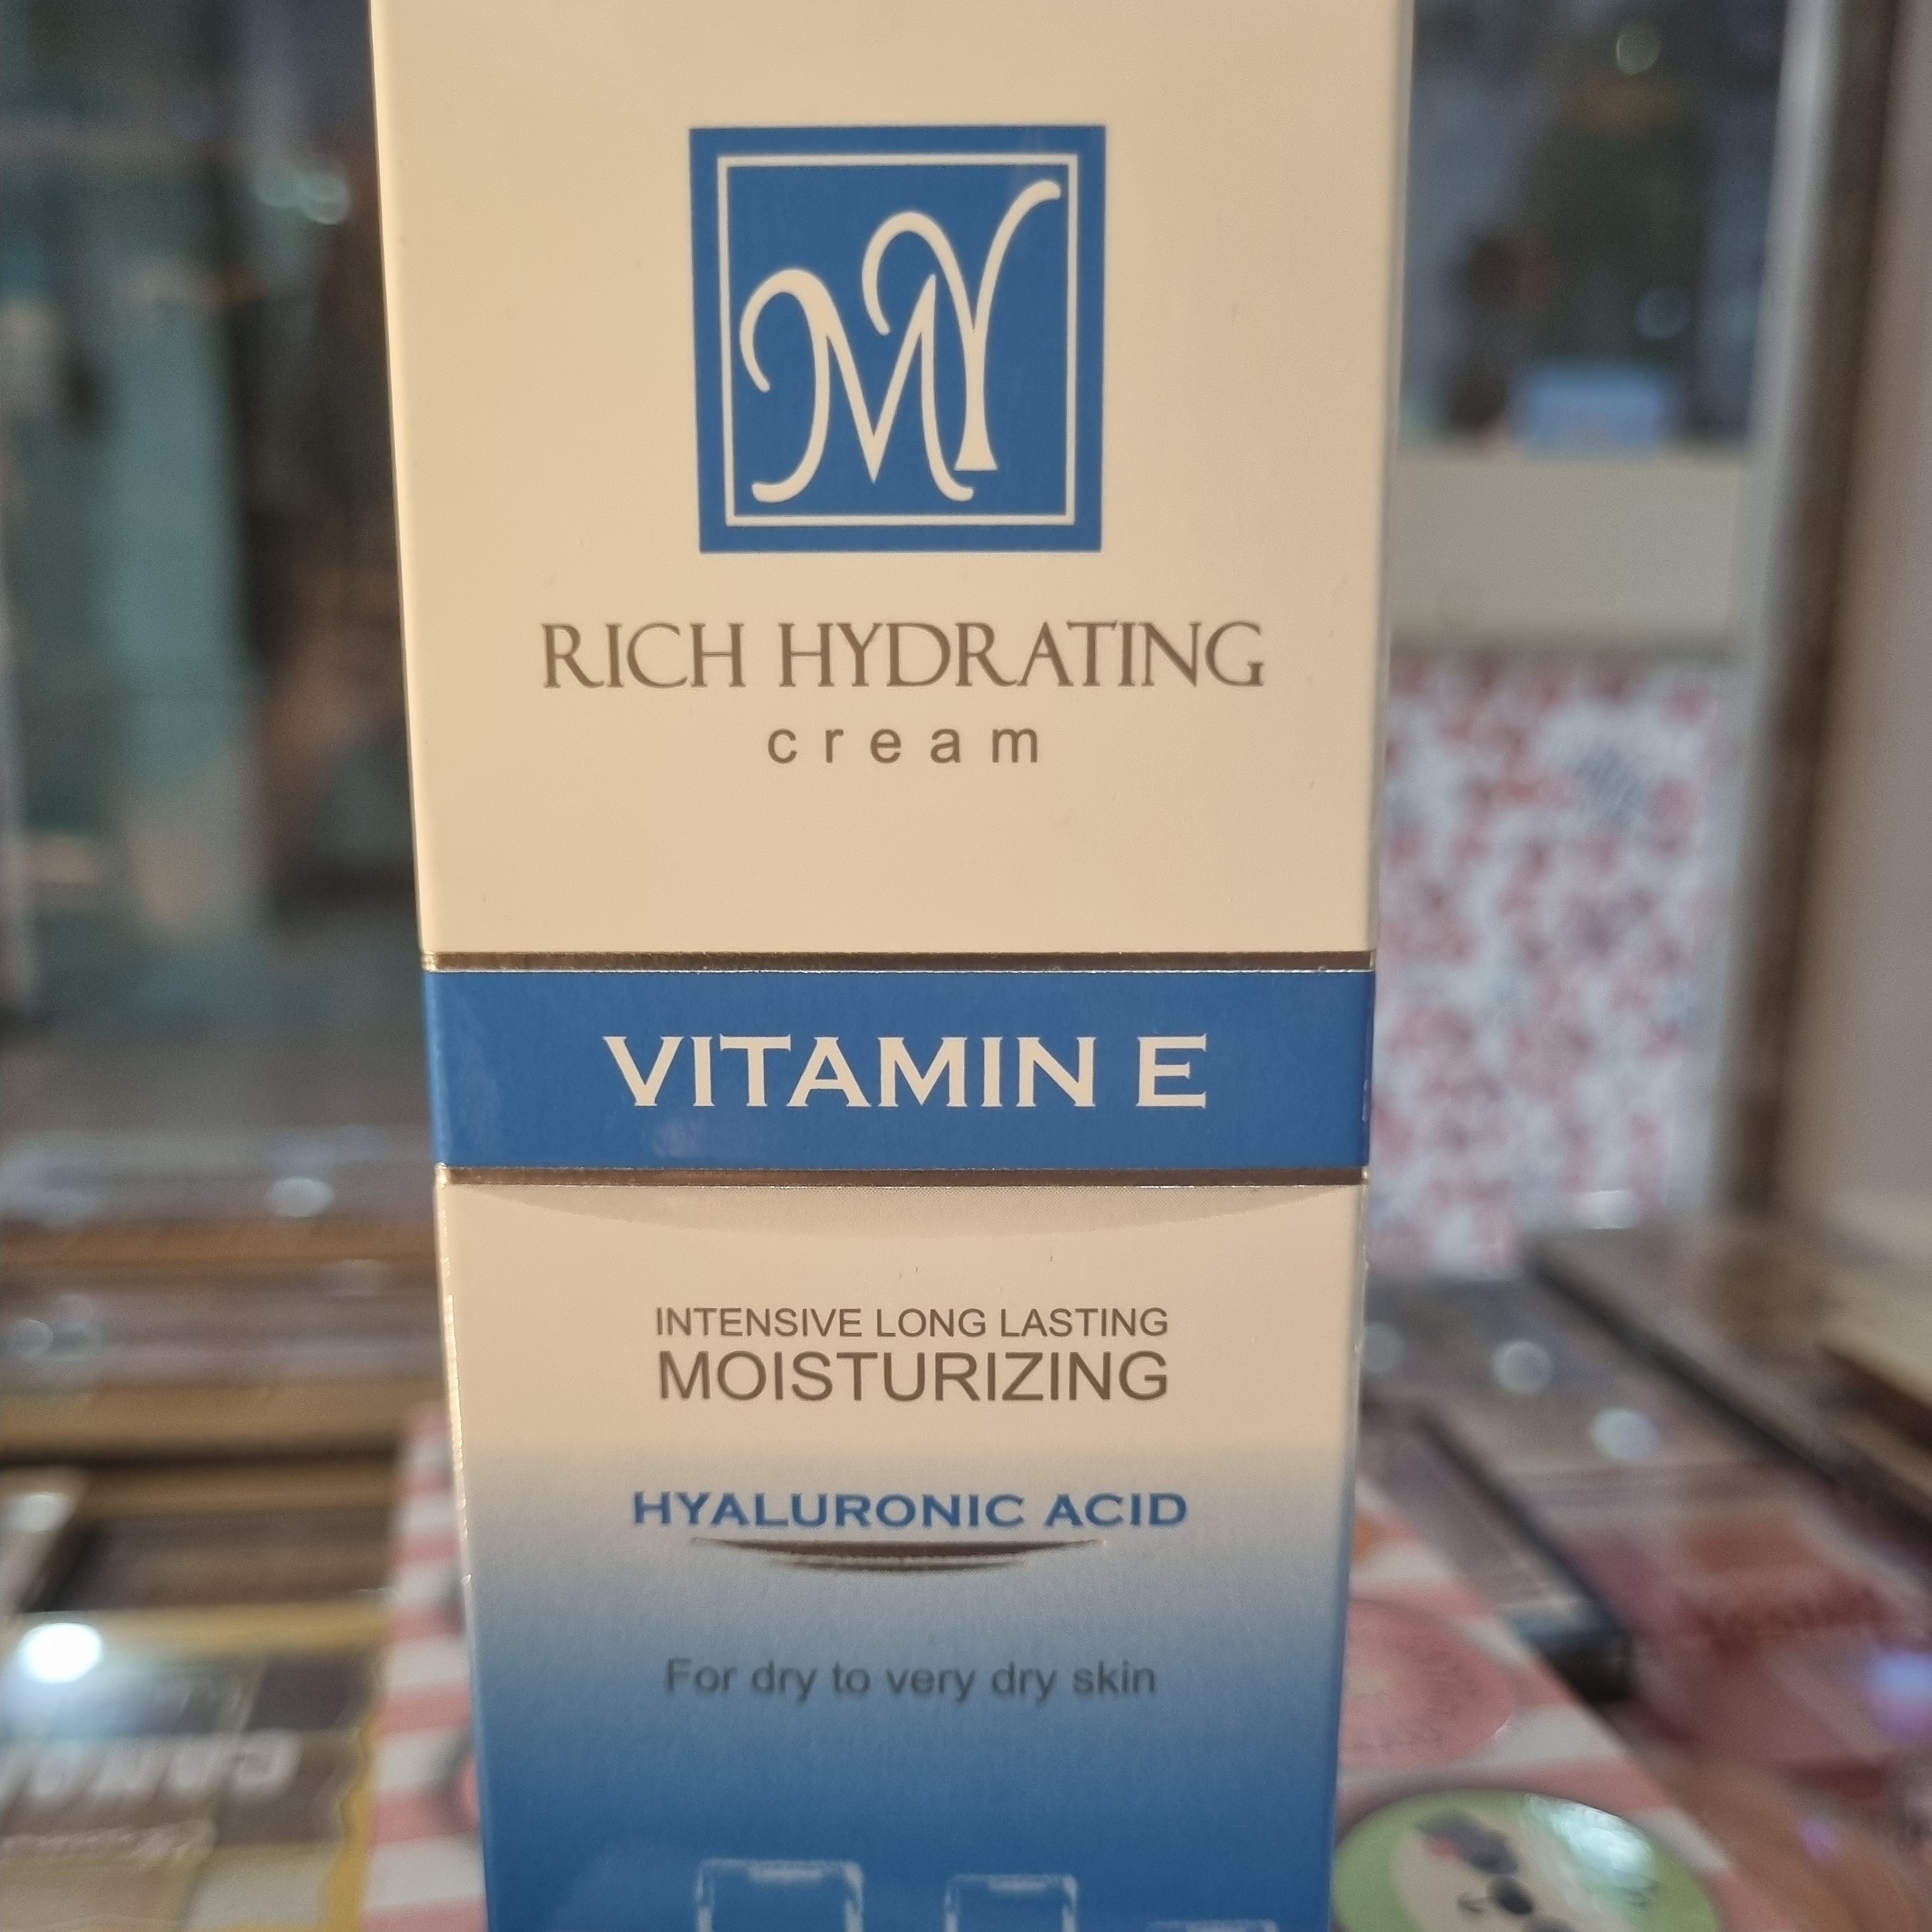 MY
RICH HYDRATING
cream
VITAMIN E
INTENSIVE LONG LASTING
MOISTURIZING
HYALURONIC ACID
For dry to very dry skin